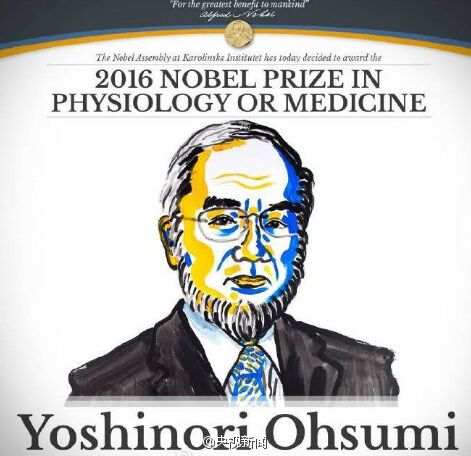 "For the greatest benefit to mankind"
Alfred Nobel
The Nobel Assembly at Karolinska Institutet has today decided to award the
2016 NOBEL PRIZE IN
PHYSIOLOGY OR MEDICINE
Yoshinori Ohsumi
@央视新闻